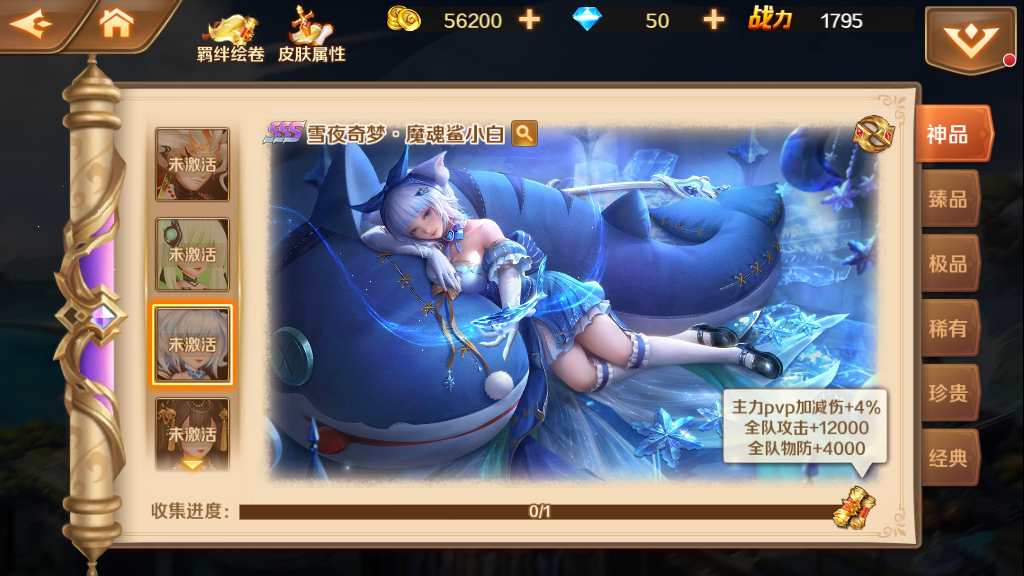 56200
50
战力 1795
羁绊绘卷 皮肤属性
SSS 雪夜奇梦·魔魂鲨小白
神品
臻品
极品
稀有
珍贵
经典
未激活
未激活
未激活
未激活
主力pvp加减伤+4%
全队攻击+12000
全队物防+4000
收集进度: 0/1